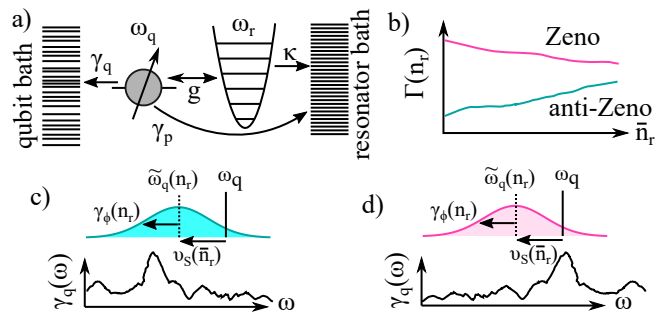 a)
qubit bath
γ_q
ω_q
g
ω_r
κ
γ_p
resonator bath
b)
Γ(n_r)
Zeno
anti-Zeno
n̄_r
c)
ω̃_q(n_r)
ω_q
γ_ϕ(n_r)
υ_S(n̄_r)
γ_q(ω)
ω
d)
ω̃_q(n_r)
ω_q
γ_ϕ(n_r)
υ_S(n̄_r)
γ_q(ω)
ω